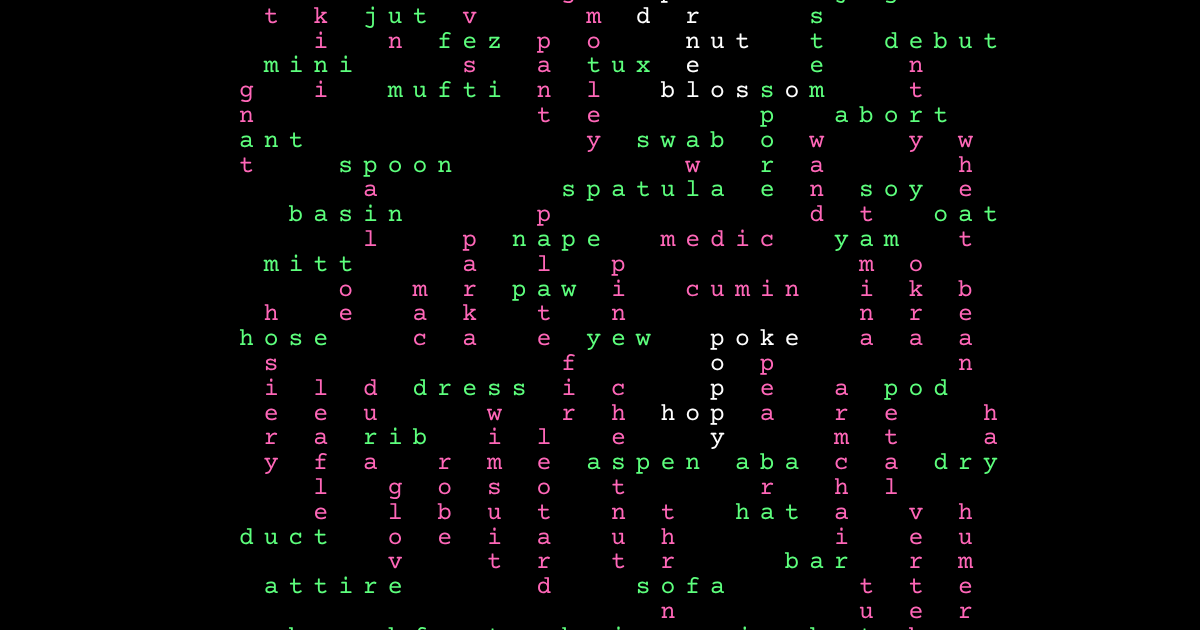 t k jut v m d r s
i n fez p o nut t debut
mini s a tux e e n
g i mufti n l blossom t
n t e p abort
ant y swab o w y w
t spoon w r a h
a spatula e n soy e
basin p d t oat
l p nape medic yam t
mitt a l p m o
o m r paw i cumin i k b
h e a k t n n r e
hose c a e yew poke a a a
s f o p n
i l d dress i c p e a pod
e e u w r h hop a r e h
r a rib i l e y m t a
y f a r m e aspen aba c a dry
l g o s o t r h l
e l b u t n t hat a v h
duct o e i a u h i e u
v t r t r bar r m
attire d sofa t t e
n u e r